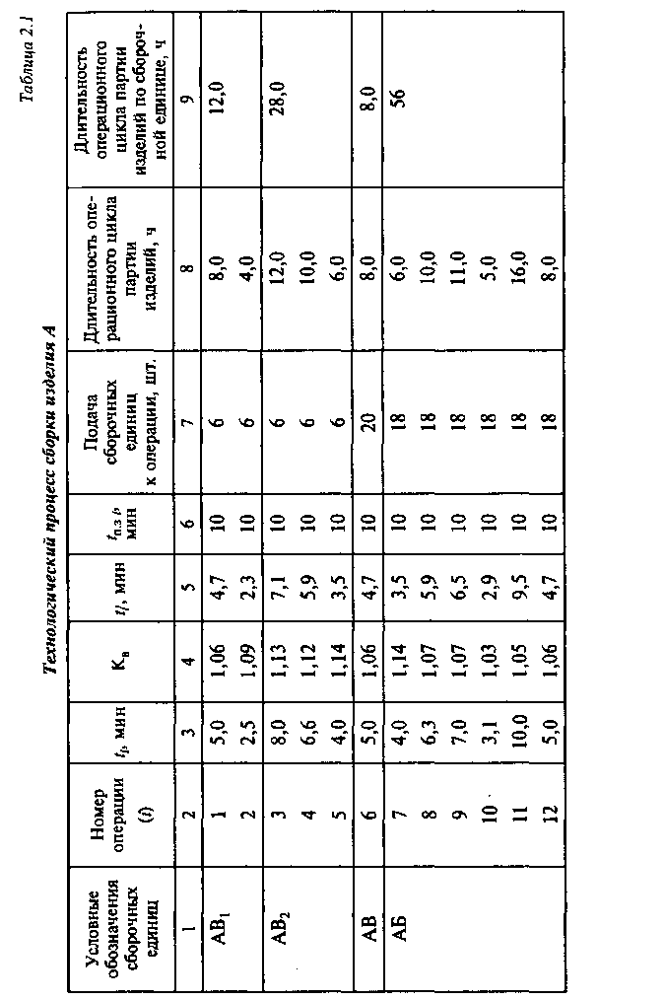 Таблица 2.1
Технологический процесс сборки изделия А
Условные обозначения сборочных единиц | Номер операции (i) | ti, мин | Кв | ti, мин | tп.з i, мин | Подача сборочных единиц к операции, шт. | Длительность операционного цикла партии изделий, ч | Длительность операционного цикла партии изделий по сборочной единице, ч
1 | 2 | 3 | 4 | 5 | 6 | 7 | 8 | 9
АВ1 | 1 | 5,0 | 1,06 | 4,7 | 10 | 6 | 8,0 | 12,0
2 | 2,5 | 1,09 | 2,3 | 10 | 6 | 4,0
АВ2 | 3 | 8,0 | 1,13 | 7,1 | 10 | 6 | 12,0 | 28,0
4 | 6,6 | 1,12 | 5,9 | 10 | 6 | 10,0
5 | 4,0 | 1,14 | 3,5 | 10 | 6 | 6,0
АВ | 6 | 5,0 | 1,06 | 4,7 | 10 | 20 | 8,0 | 8,0
АБ | 7 | 4,0 | 1,14 | 3,5 | 10 | 18 | 6,0 | 56
8 | 6,3 | 1,07 | 5,9 | 10 | 18 | 10,0
9 | 7,0 | 1,07 | 6,5 | 10 | 18 | 11,0
10 | 3,1 | 1,03 | 2,9 | 10 | 18 | 5,0
11 | 10,0 | 1,05 | 9,5 | 10 | 18 | 16,0
12 | 5,0 | 1,06 | 4,7 | 10 | 18 | 8,0